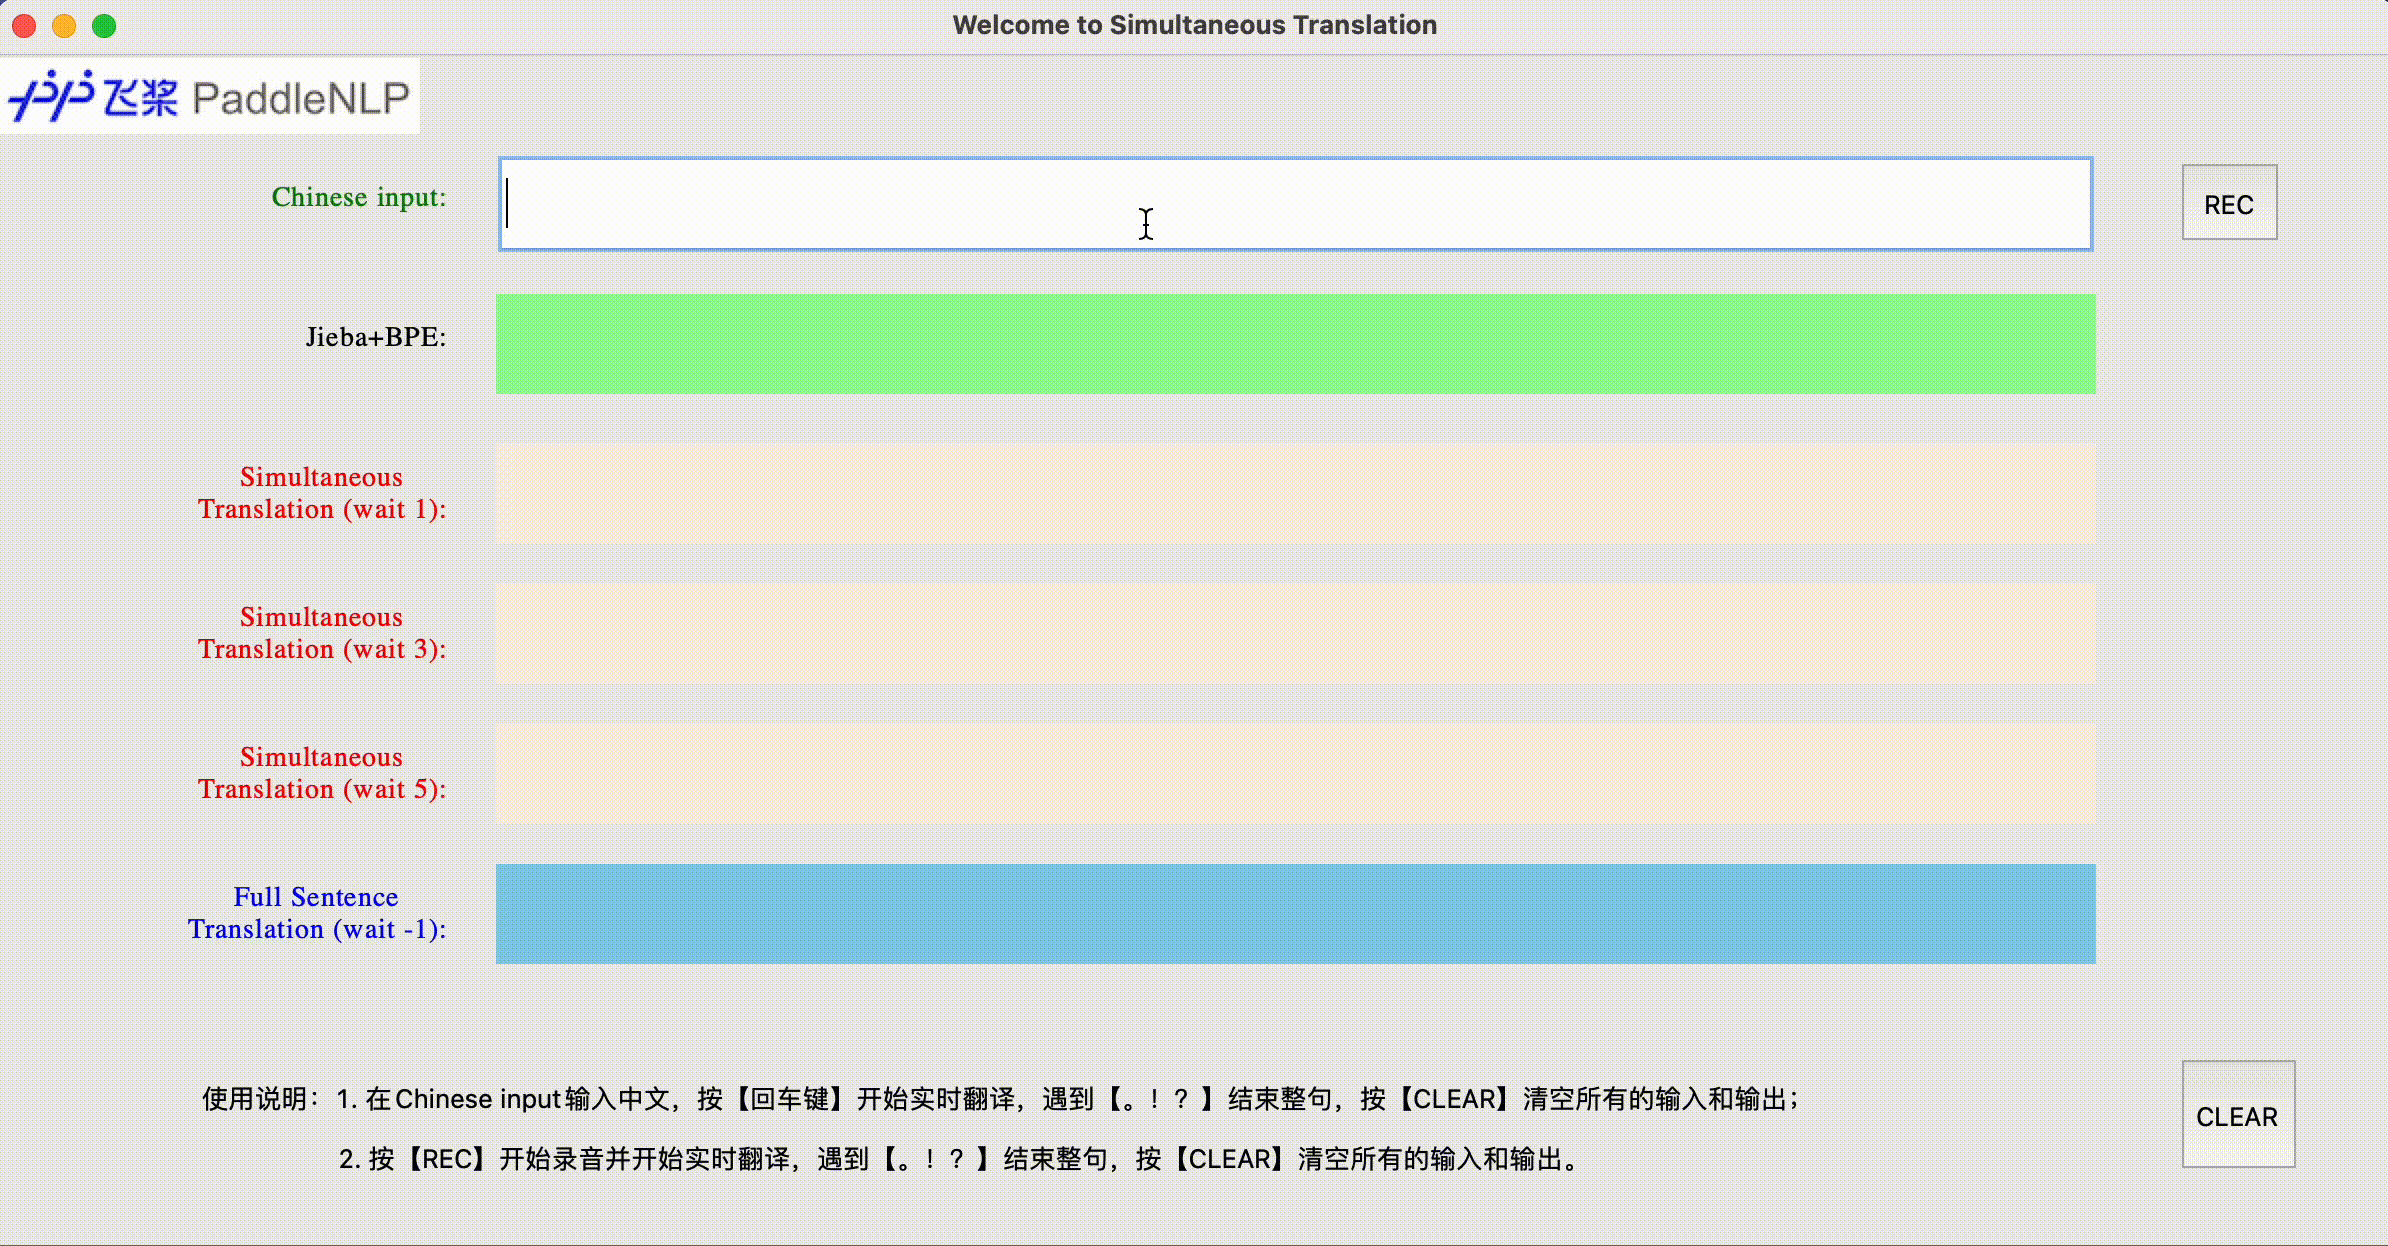 Welcome to Simultaneous Translation
飞桨 PaddleNLP
Chinese input:
REC
Jieba+BPE:
Simultaneous
Translation (wait 1):
Simultaneous
Translation (wait 3):
Simultaneous
Translation (wait 5):
Full Sentence
Translation (wait -1):
使用说明：1. 在Chinese input输入中文，按【回车键】开始实时翻译，遇到【。！？】结束整句，按【CLEAR】清空所有的输入和输出；
2. 按【REC】开始录音并开始实时翻译，遇到【。！？】结束整句，按【CLEAR】清空所有的输入和输出。
CLEAR